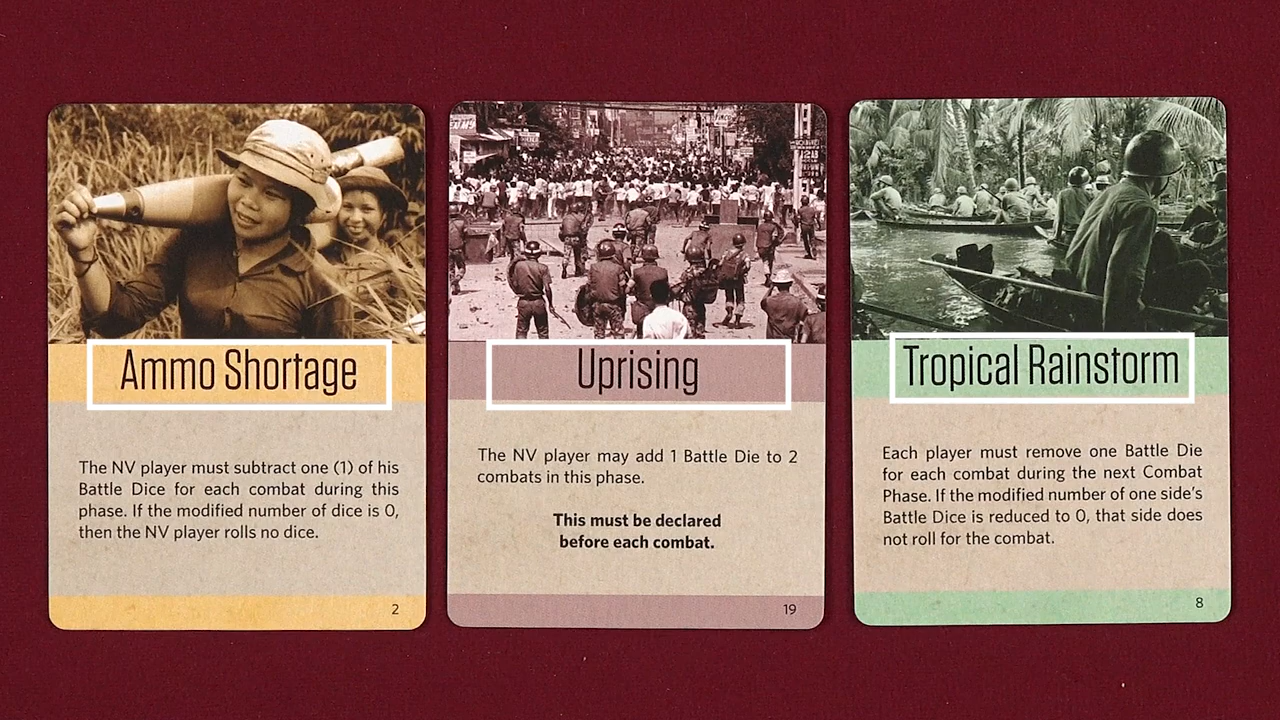 Ammo Shortage
The NV player must subtract one (1) of his
Battle Dice for each combat during this
phase. If the modified number of dice is 0,
then the NV player rolls no dice.
2
Uprising
The NV player may add 1 Battle Die to 2
combats in this phase.
This must be declared
before each combat.
19
Tropical Rainstorm
Each player must remove one Battle Die
for each combat during the next Combat
Phase. If the modified number of one side's
Battle Dice is reduced to 0, that side does
not roll for the combat.
8